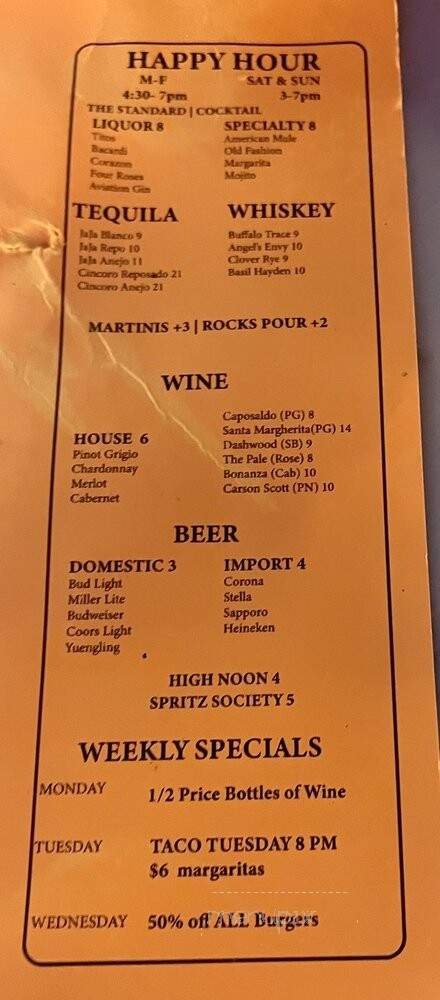 HAPPY HOUR
M-F SAT & SUN
4:30- 7pm 3-7pm
THE STANDARD | COCKTAIL
LIQUOR 8
Titos
Bacardi
Corazon
Four Roses
Aviation Gin
SPECIALTY 8
American Mule
Old Fashion
Margarita
Mojito
TEQUILA
JaJa Blanco 9
JaJa Repo 10
JaJa Anejo 11
Cincoro Reposado 21
Cincoro Anejo 21
WHISKEY
Buffalo Trace 9
Angel's Envy 10
Clover Rye 9
Basil Hayden 10
MARTINIS +3 | ROCKS POUR +2
WINE
HOUSE 6
Pinot Grigio
Chardonnay
Merlot
Cabernet
Caposaldo (PG) 8
Santa Margherita(PG) 14
Dashwood (SB) 9
The Pale (Rose) 8
Bonanza (Cab) 10
Carson Scott (PN) 10
BEER
DOMESTIC 3
Bud Light
Miller Lite
Budweiser
Coors Light
Yuengling
IMPORT 4
Corona
Stella
Sapporo
Heineken
HIGH NOON 4
SPRITZ SOCIETY 5
WEEKLY SPECIALS
MONDAY 1/2 Price Bottles of Wine
TUESDAY TACO TUESDAY 8 PM
$6 margaritas
WEDNESDAY 50% off ALL Burgers